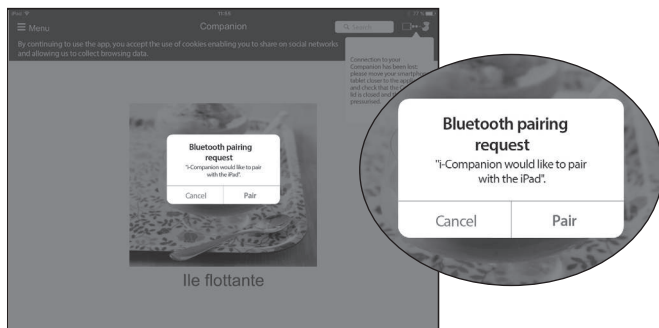 iPad
11:44
77 %
Menu
Companion
Search
By continuing to use the app, you accept the use of cookies enabling you to share on social networks
and allowing us to collect browsing data.
Connection to your
Companion has been lost:
please move your smartphone
tablet closer to the
and check that the
lid is closed and
pressurised.
Bluetooth pairing
request
"i-Companion would like to pair
with the iPad".
Cancel
Pair
Ile flottante
Bluetooth pairing
request
"i-Companion would like to pair
with the iPad".
Cancel
Pair